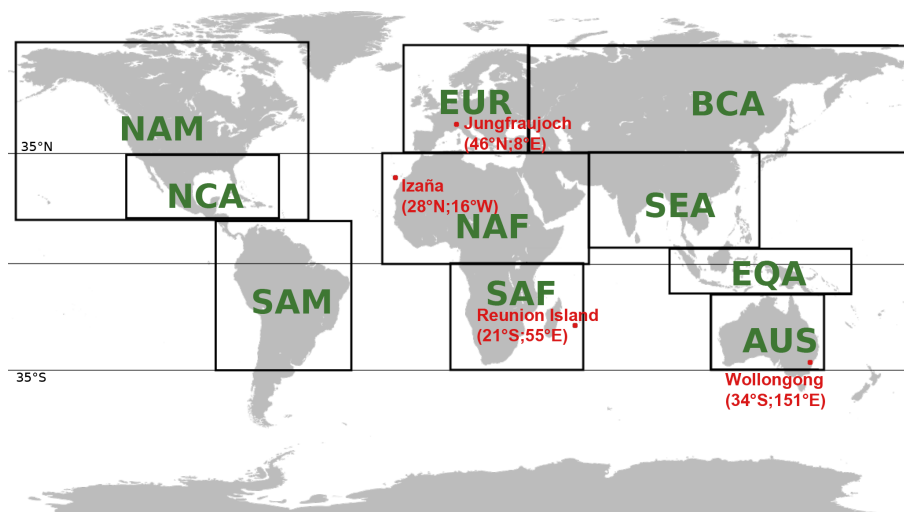 EUR
BCA
NAM
Jungfraujoch
(46°N;8°E)
35°N
Izaña
(28°N;16°W)
NCA
SEA
NAF
EQA
SAM
SAF
Reunion Island
(21°S;55°E)
AUS
35°S
Wollongong
(34°S;151°E)